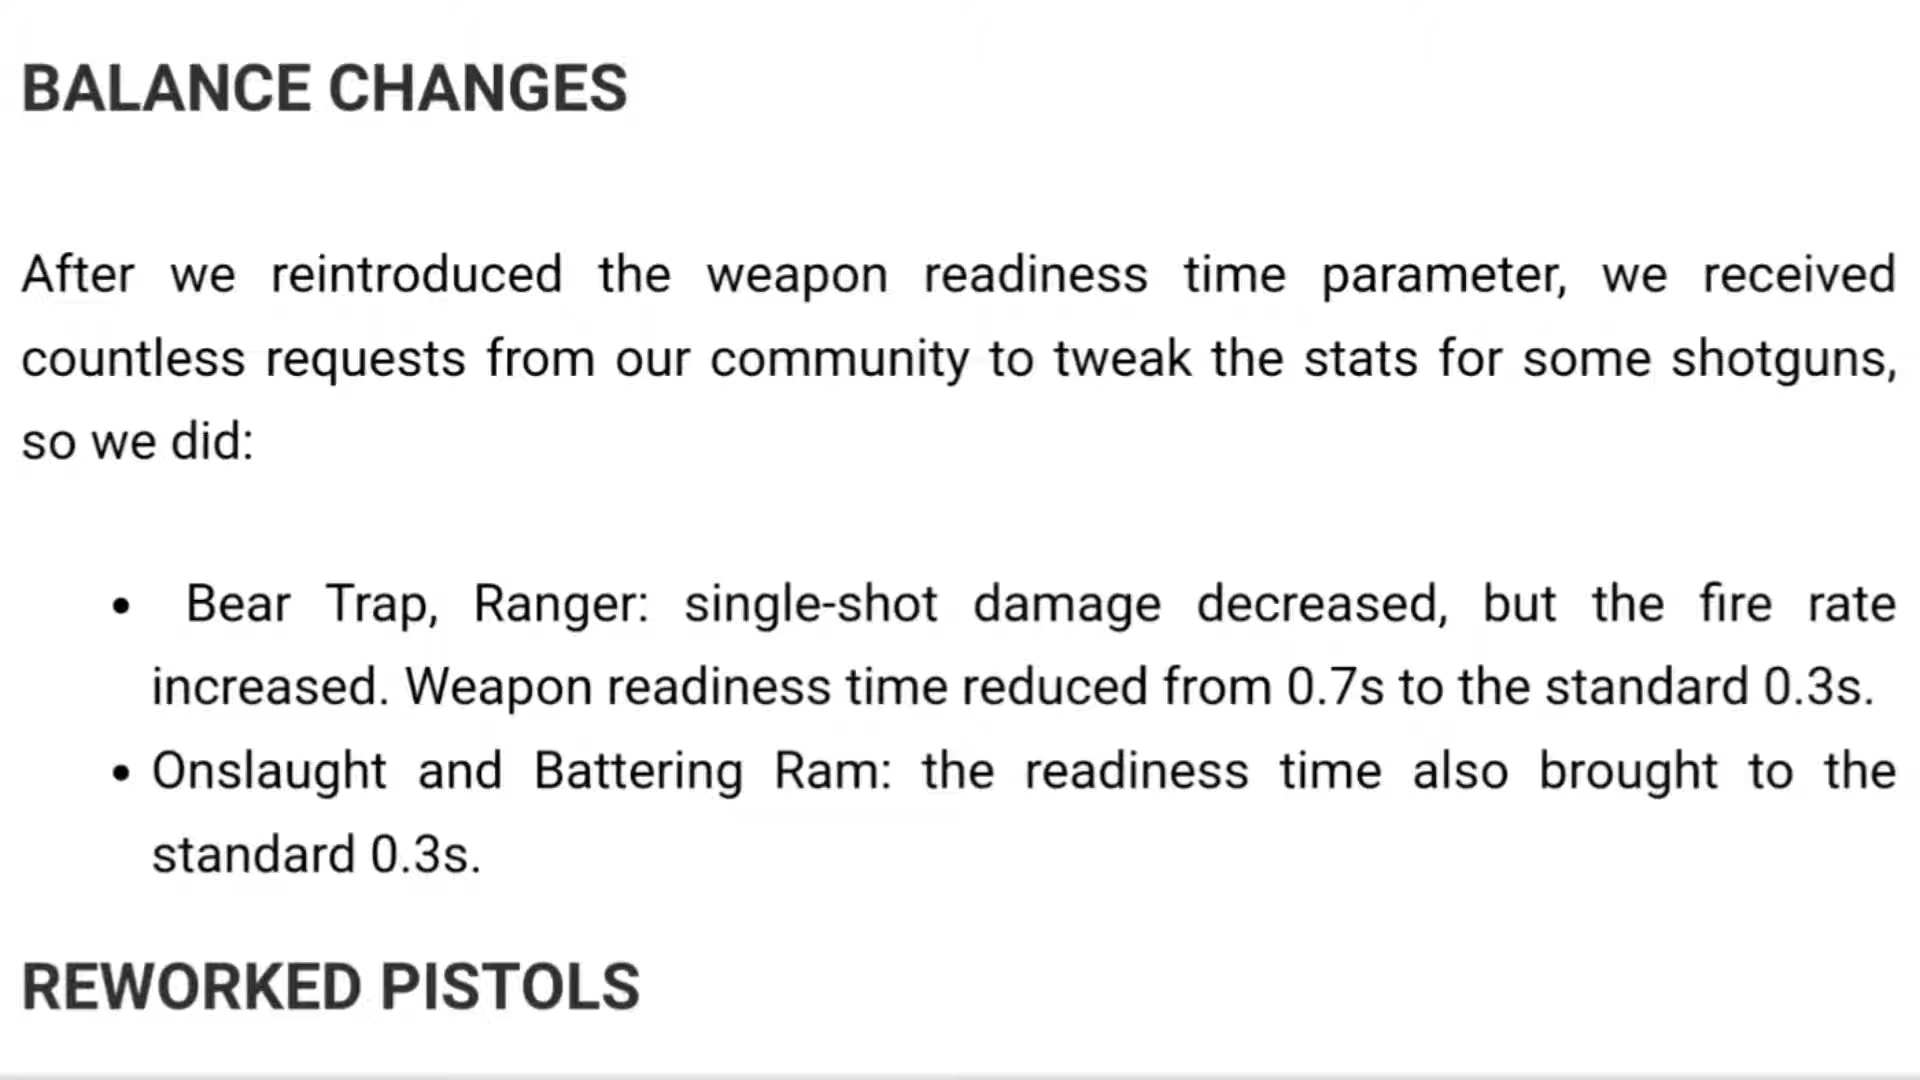 BALANCE CHANGES
After we reintroduced the weapon readiness time parameter, we received
countless requests from our community to tweak the stats for some shotguns,
so we did:
• Bear Trap, Ranger: single-shot damage decreased, but the fire rate
increased. Weapon readiness time reduced from 0.7s to the standard 0.3s.
• Onslaught and Battering Ram: the readiness time also brought to the
standard 0.3s.
REWORKED PISTOLS